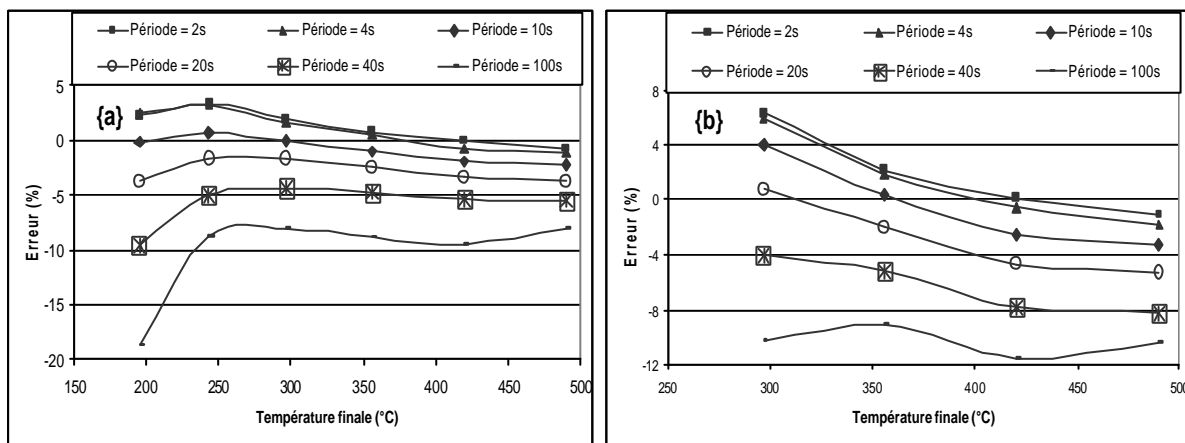 Période = 2s Période = 4s Période = 10s
Période = 20s Période = 40s Période = 100s
{a}
Erreur (%)
5
0
-5
-10
-15
-20
150 200 250 300 350 400 450 500
Température finale (°C)
Période = 2s Période = 4s Période = 10s
Période = 20s Période = 40s Période = 100s
{b}
Erreur (%)
8
4
0
-4
-8
-12
250 300 350 400 450 500
Température finale (°C)